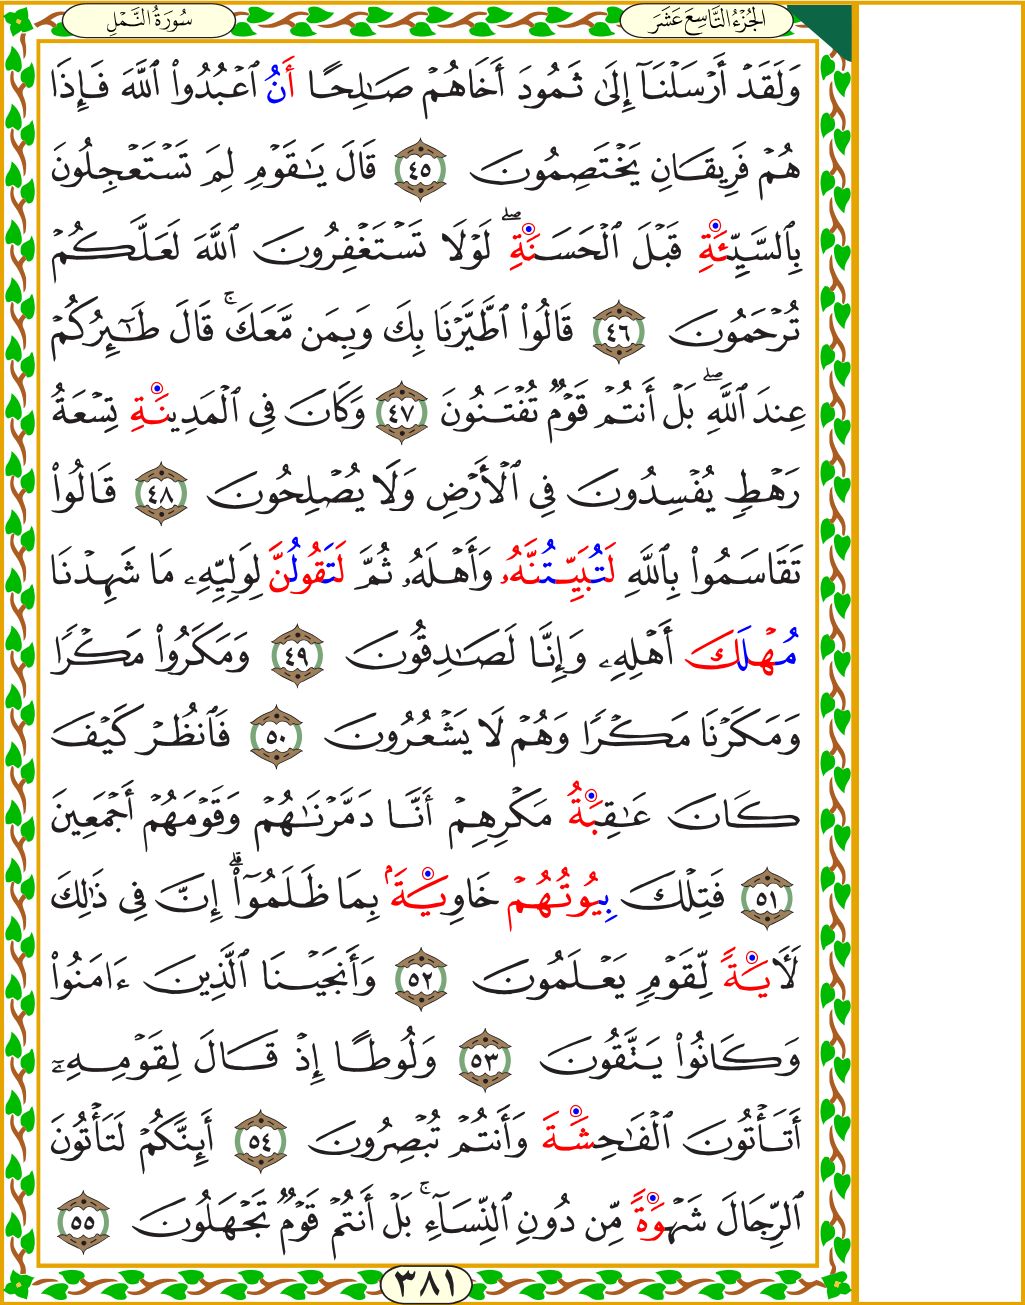 الجُزْءُ التَّاسِعَ عَشَرَ
سُورَةُ النَّمْلِ
وَلَقَدْ أَرْسَلْنَآ إِلَىٰ ثَمُودَ أَخَاهُمْ صَـٰلِحًا أَنُ ٱعْبُدُواْ ٱللَّهَ فَإِذَا
هُمْ فَرِيقَانِ يَخْتَصِمُونَ ٤٥ قَالَ يَـٰقَوْمِ لِمَ تَسْتَعْجِلُونَ
بِٱلسَّيِّئَةِ قَبْلَ ٱلْحَسَنَةِۖ لَوْلَا تَسْتَغْفِرُونَ ٱللَّهَ لَعَلَّكُمْ
تُرْحَمُونَ ٤٦ قَالُواْ ٱطَّيَّرْنَا بِكَ وَبِمَن مَّعَكَۚ قَالَ طَـٰٓئِرُكُمْ
عِندَ ٱللَّهِۖ بَلْ أَنتُمْ قَوْمٌ تُفْتَنُونَ ٤٧ وَكَانَ فِى ٱلْمَدِينَةِ تِسْعَةُ
رَهْطٍ يُفْسِدُونَ فِى ٱلْأَرْضِ وَلَا يُصْلِحُونَ ٤٨ قَالُواْ
تَقَاسَمُواْ بِٱللَّهِ لَتُبَيِّتُنَّهُۥ وَأَهْلَهُۥ ثُمَّ لَتَقُولُنَّ لِوَلِيِّهِۦ مَا شَهِدْنَا
مُهْلَكَ أَهْلِهِۦ وَإِنَّا لَصَـٰدِقُونَ ٤٩ وَمَكَرُواْ مَكْرًا
وَمَكَرْنَا مَكْرًا وَهُمْ لَا يَشْعُرُونَ ٥٠ فَٱنظُرْ كَيْفَ
كَانَ عَـٰقِبَةُ مَكْرِهِمْ أَنَّا دَمَّرْنَـٰهُمْ وَقَوْمَهُمْ أَجْمَعِينَ
٥١ فَتِلْكَ بِيُوتُهُمْ خَاوِيَةَۢ بِمَا ظَلَمُوٓاْۗ إِنَّ فِى ذَٰلِكَ
لَـَٔايَةً لِّقَوْمٍ يَعْلَمُونَ ٥٢ وَأَنجَيْنَا ٱلَّذِينَ ءَامَنُواْ
وَكَانُواْ يَتَّقُونَ ٥٣ وَلُوطًا إِذْ قَالَ لِقَوْمِهِۦٓ
أَتَأْتُونَ ٱلْفَـٰحِشَةَ وَأَنتُمْ تُبْصِرُونَ ٥٤ أَئِنَّكُمْ لَتَأْتُونَ
ٱلرِّجَالَ شَهْوَةً مِّن دُونِ ٱلنِّسَآءِۚ بَلْ أَنتُمْ قَوْمٌ تَجْهَلُونَ ٥٥
٣٨١